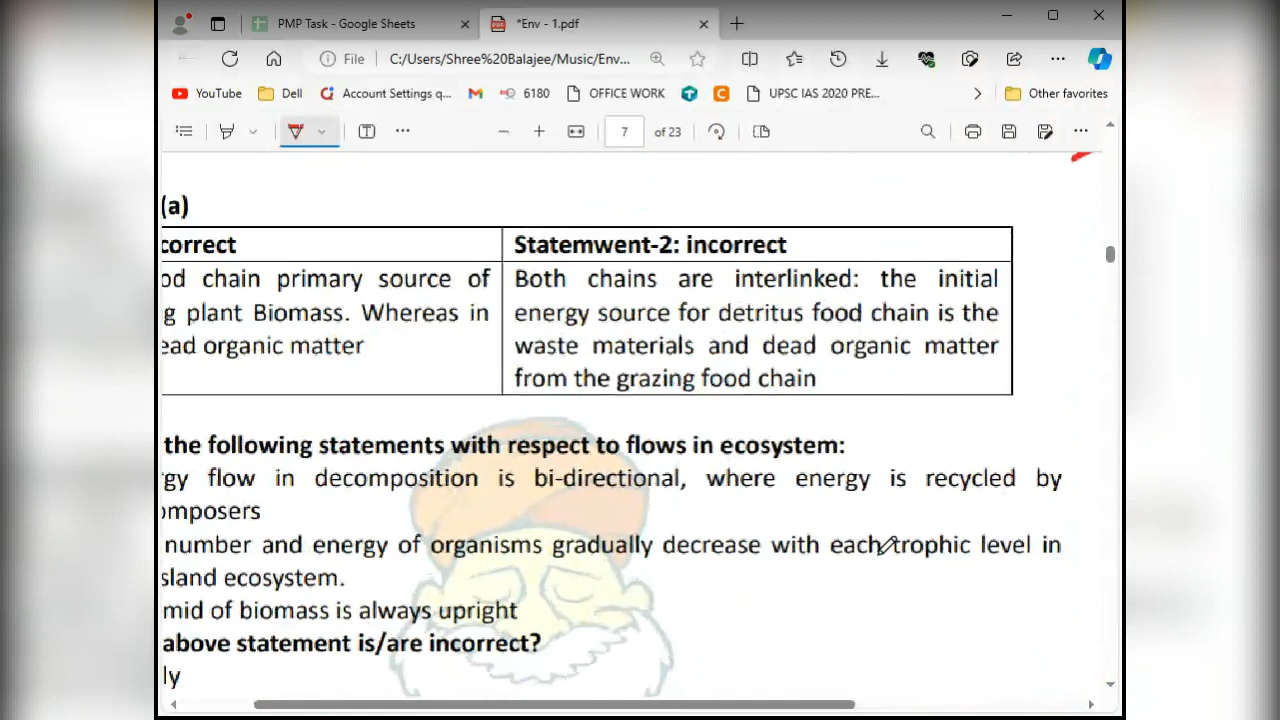 PMP Task - Google Sheets
*Env - 1.pdf
File C:/Users/Shree%20Balajee/Music/Env...
YouTube Dell Account Settings q... 6180 OFFICE WORK UPSC IAS 2020 PRE... Other favorites
7 of 23
(a)
correct
Statemwent-2: incorrect
od chain primary source of
g plant Biomass. Whereas in
ead organic matter
Both chains are interlinked: the initial
energy source for detritus food chain is the
waste materials and dead organic matter
from the grazing food chain
the following statements with respect to flows in ecosystem:
rgy flow in decomposition is bi-directional, where energy is recycled by
omposers
number and energy of organisms gradually decrease with each trophic level in
sland ecosystem.
mid of biomass is always upright
above statement is/are incorrect?
ly